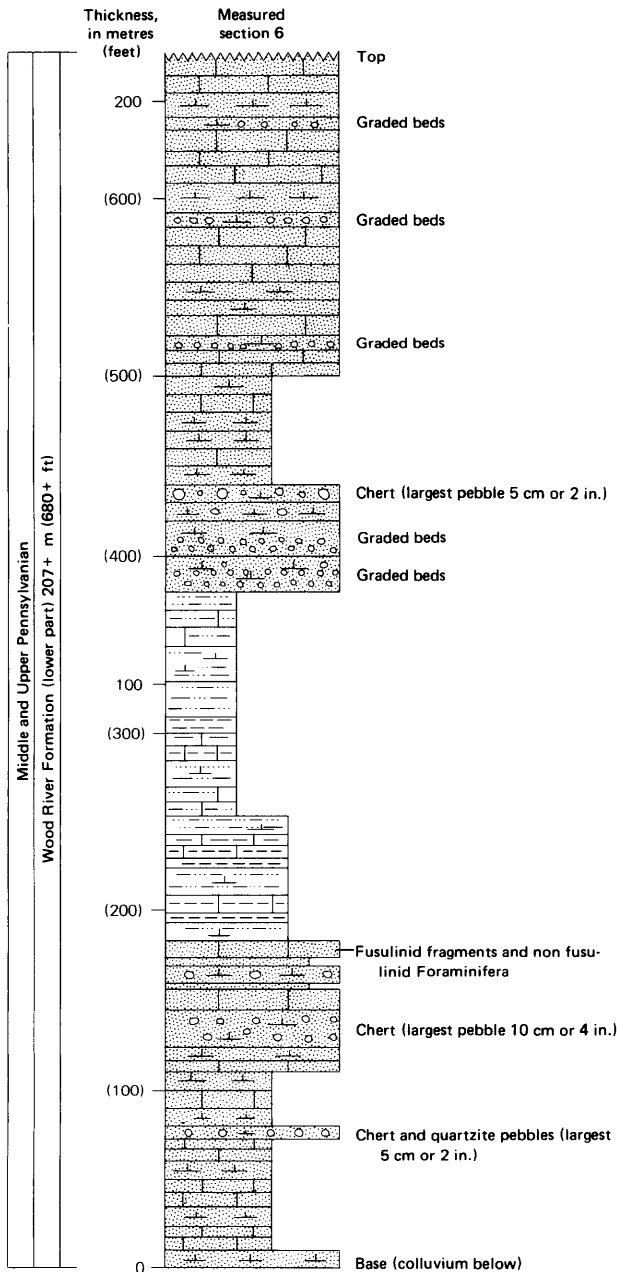 Thickness,
in metres
(feet)
Measured
section 6
Top
200
Graded beds
(600)
Graded beds
Graded beds
(500)
Chert (largest pebble 5 cm or 2 in.)
Graded beds
(400)
Graded beds
100
(300)
(200)
Fusulinid fragments and non fusu-
linid Foraminifera
Chert (largest pebble 10 cm or 4 in.)
(100)
Chert and quartzite pebbles (largest
5 cm or 2 in.)
0
Base (colluvium below)
Middle and Upper Pennsylvanian
Wood River Formation (lower part) 207+ m (680+ ft)